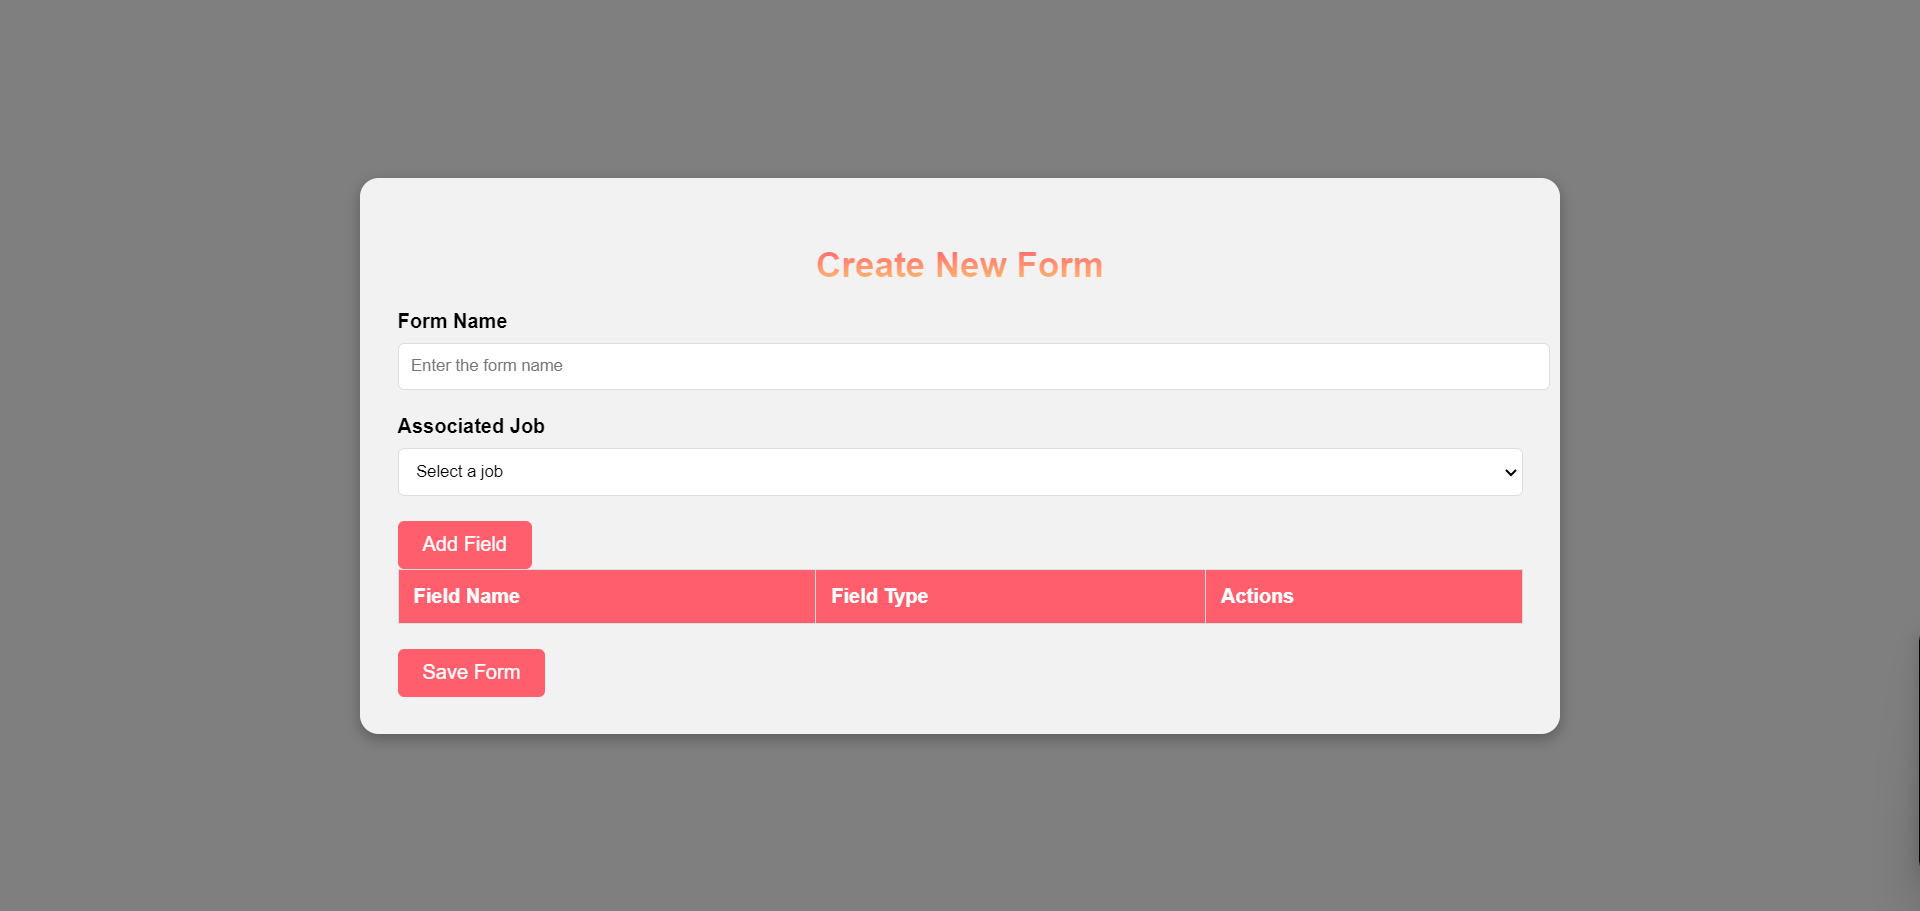 Create New Form
Form Name
Enter the form name
Associated Job
Select a job
Add Field
Field Name Field Type Actions
Save Form